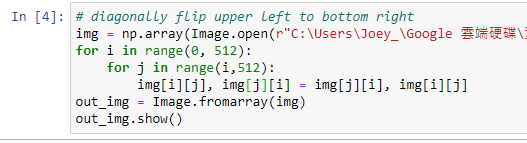 In [4]: # diagonally flip upper left to bottom right
img = np.array(Image.open(r"C:\Users\Joey_\Google 雲端硬碟\
for i in range(0, 512):
    for j in range(i,512):
        img[i][j], img[j][i] = img[j][i], img[i][j]
out_img = Image.fromarray(img)
out_img.show()